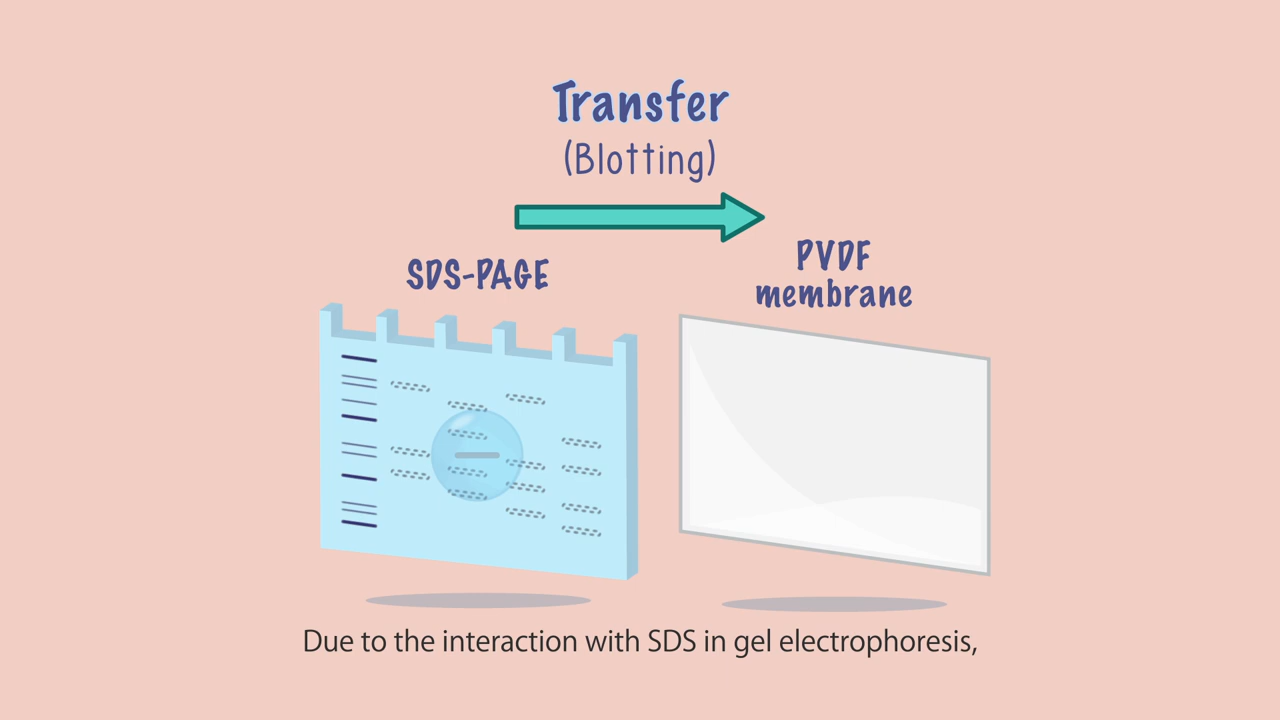 Transfer
(Blotting)
SDS-PAGE
PVDF
membrane
Due to the interaction with SDS in gel electrophoresis,